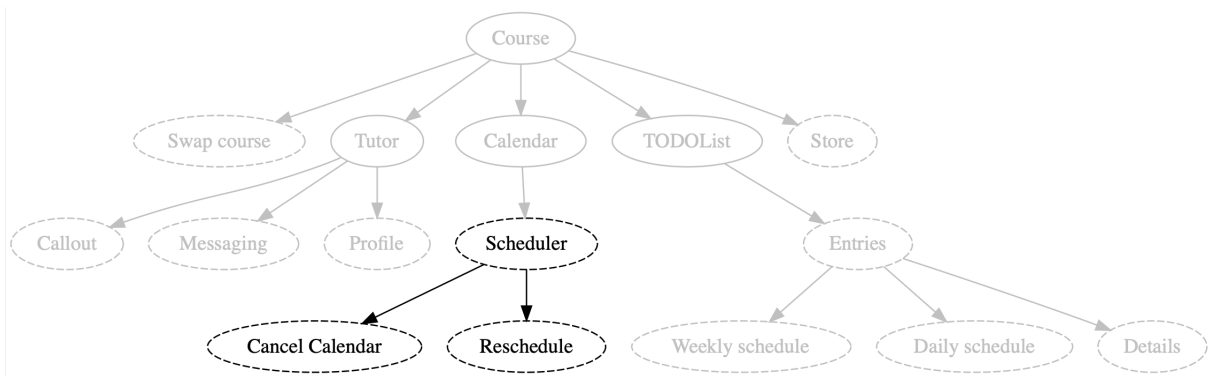 Course
Swap course
Tutor
Calendar
TODOList
Store
Callout
Messaging
Profile
Scheduler
Entries
Cancel Calendar
Reschedule
Weekly schedule
Daily schedule
Details